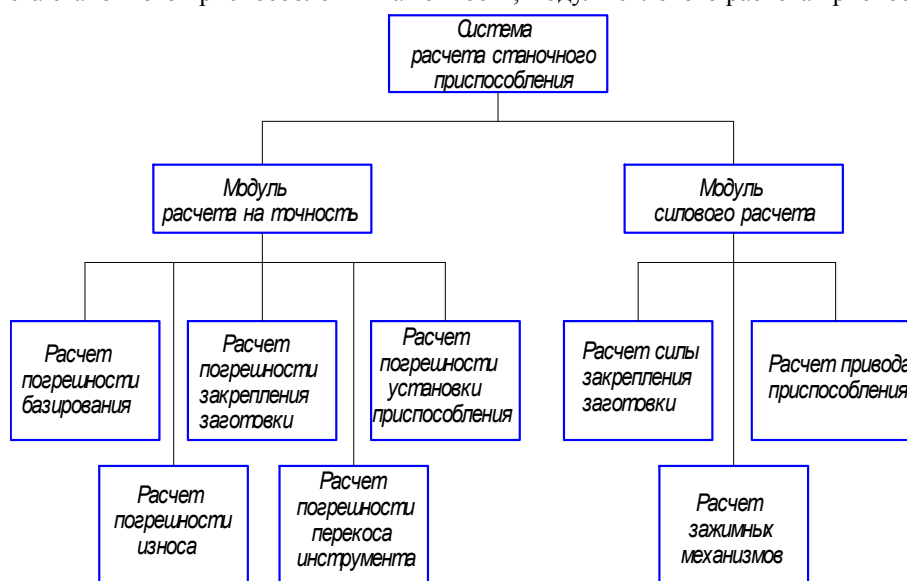 Система
расчета станочного
приспособления
Модуль
расчета на точность
Модуль
силового расчета
Расчет
погрешности
базирования
Расчет
погрешности
закрепления
заготовки
Расчет
погрешности
установки
приспособления
Расчет силы
закрепления
заготовки
Расчет привода
приспособления
Расчет
погрешности
износа
Расчет
погрешности
перекоса
инструмента
Расчет
зажимных
механизмов